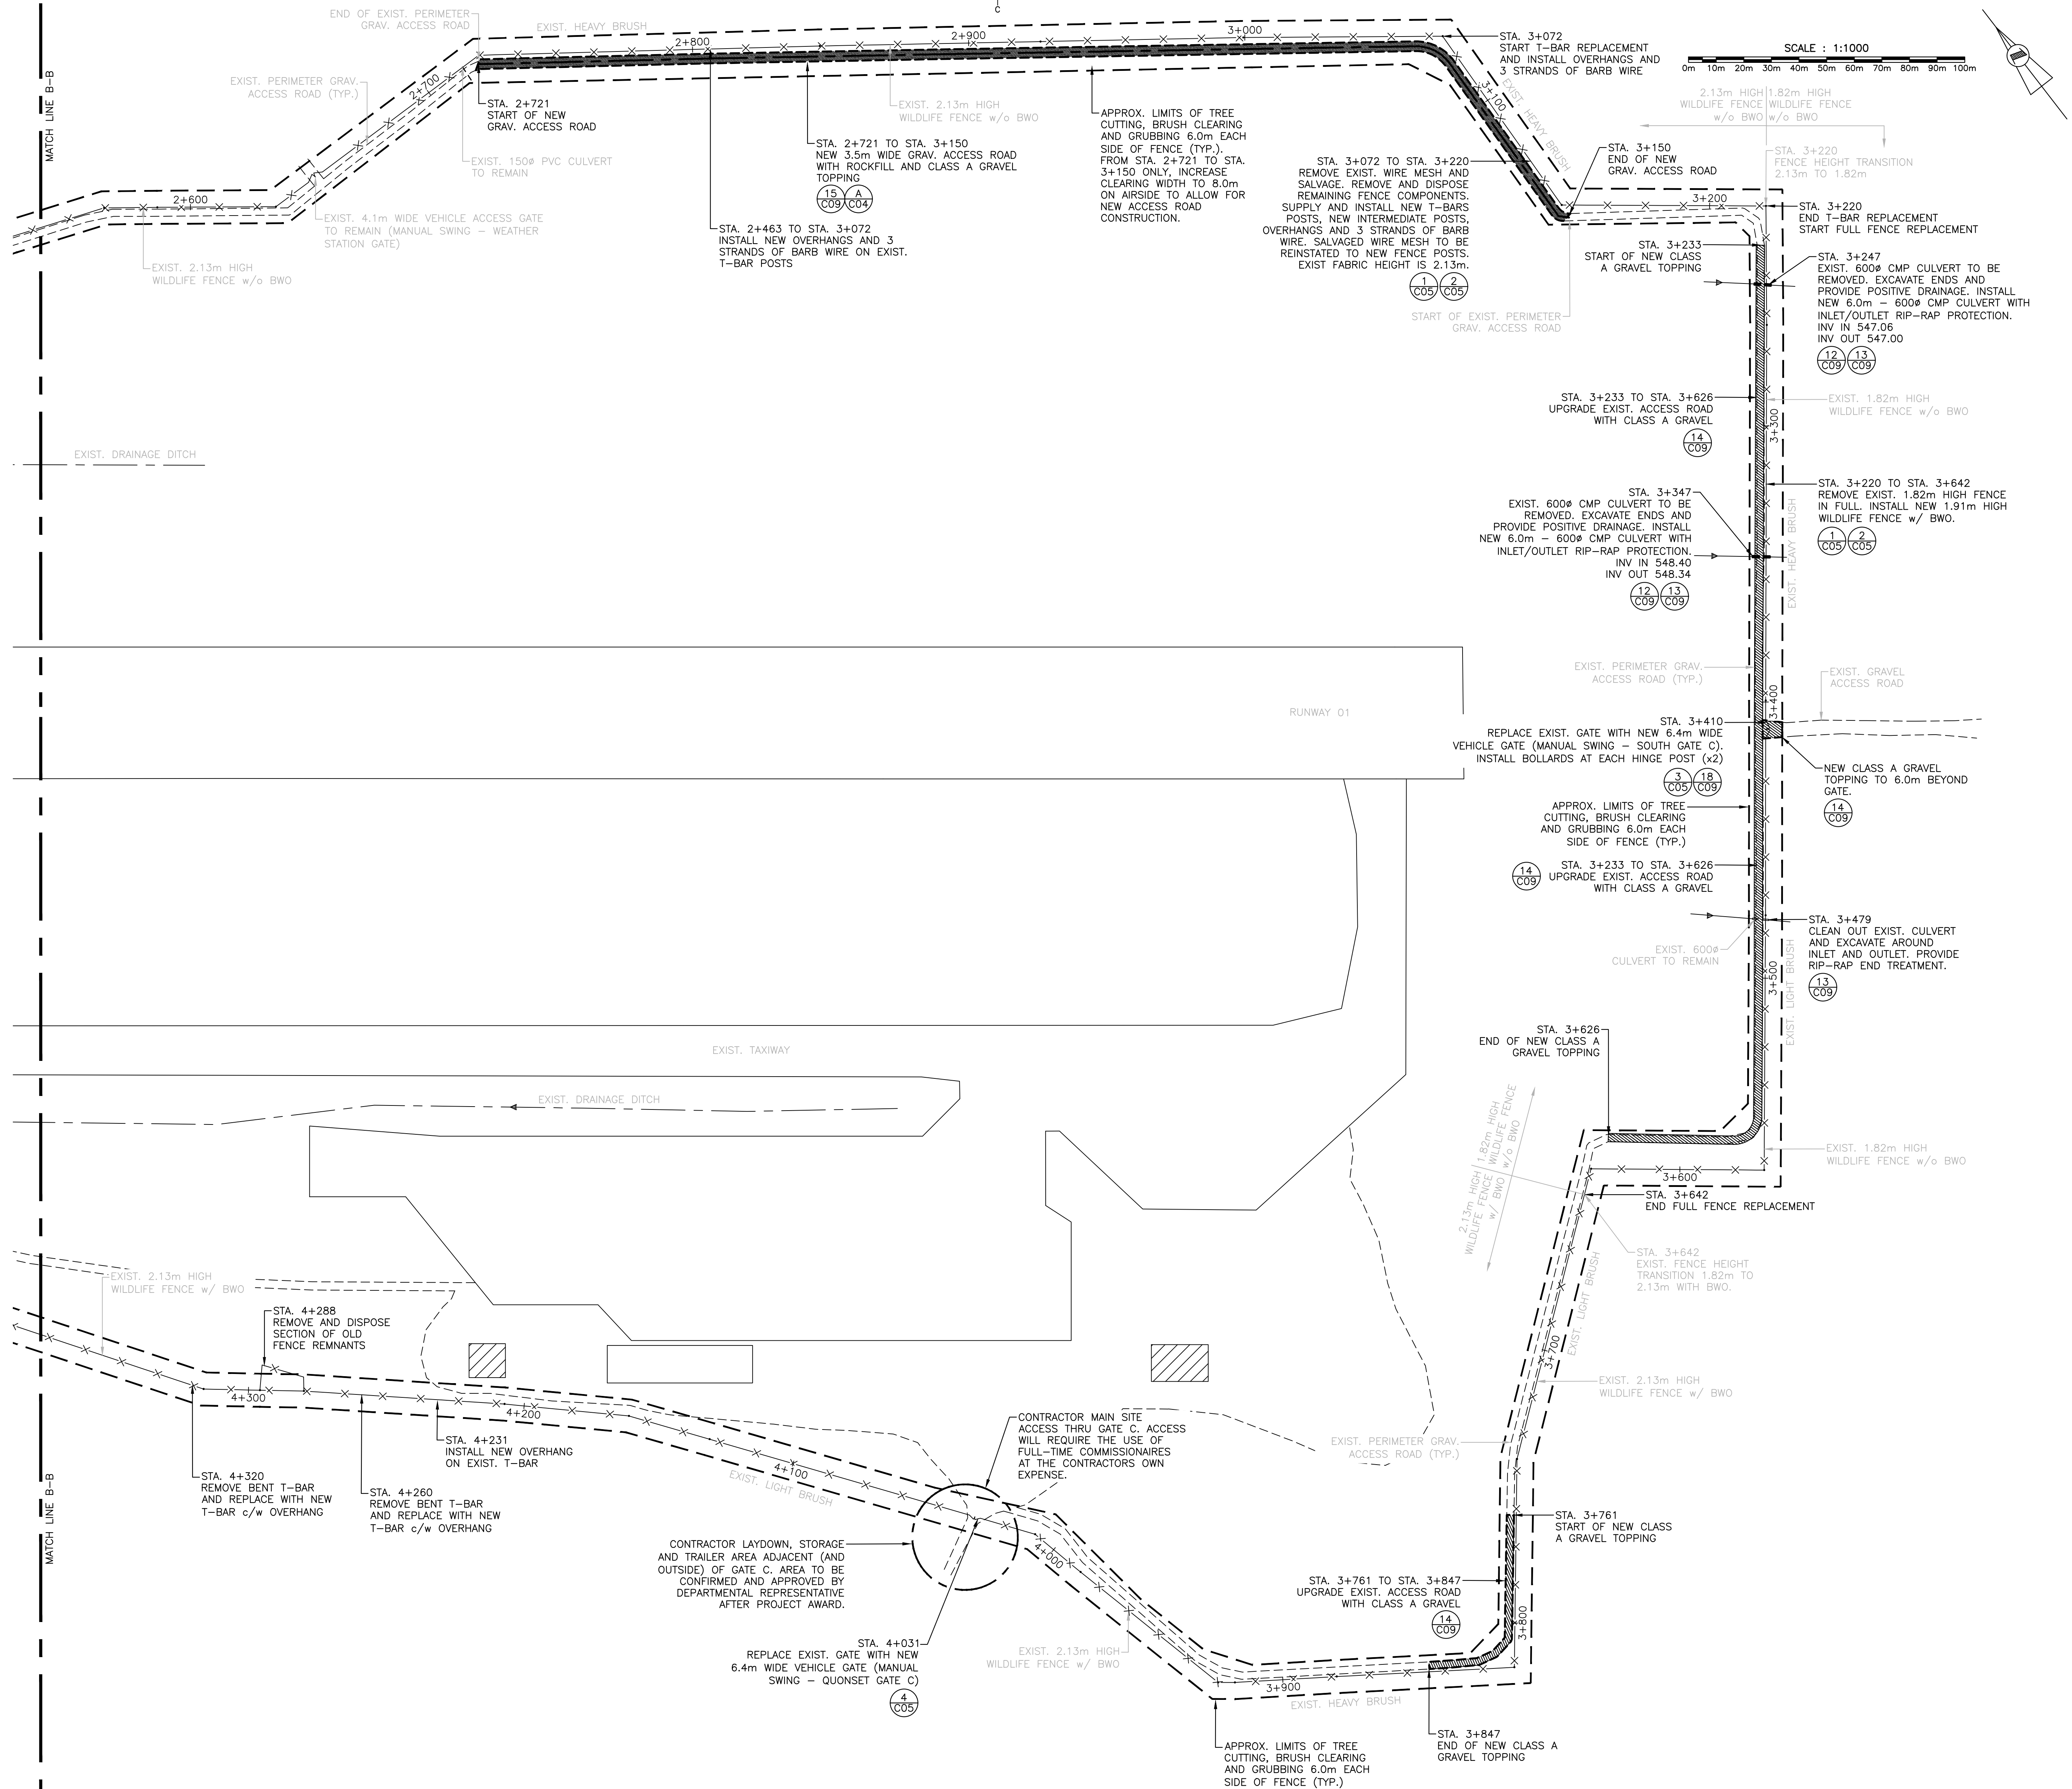 C
END OF EXIST. PERIMETER
GRAV. ACCESS ROAD
EXIST. HEAVY BRUSH
2+800
2+900
3+000
STA. 3+072
START T-BAR REPLACEMENT
AND INSTALL OVERHANGS AND
3 STRANDS OF BARB WIRE
SCALE : 1:1000
0m 10m 20m 30m 40m 50m 60m 70m 80m 90m 100m
MATCH LINE B-B
EXIST. PERIMETER GRAV.
ACCESS ROAD (TYP.)
2+700
STA. 2+721
START OF NEW
GRAV. ACCESS ROAD
EXIST. 2.13m HIGH
WILDLIFE FENCE w/o BWO
APPROX. LIMITS OF TREE
CUTTING, BRUSH CLEARING
AND GRUBBING 6.0m EACH
SIDE OF FENCE (TYP.).
FROM STA. 2+721 TO STA.
3+150 ONLY, INCREASE
CLEARING WIDTH TO 8.0m
ON AIRSIDE TO ALLOW FOR
NEW ACCESS ROAD
CONSTRUCTION.
3+100
EXIST. HEAVY BRUSH
2.13m HIGH
WILDLIFE FENCE
w/o BWO
1.82m HIGH
WILDLIFE FENCE
w/o BWO
STA. 3+220
FENCE HEIGHT TRANSITION
2.13m TO 1.82m
EXIST. 150ø PVC CULVERT
TO REMAIN
STA. 2+721 TO STA. 3+150
NEW 3.5m WIDE GRAV. ACCESS ROAD
WITH ROCKFILL AND CLASS A GRAVEL
TOPPING
15
C09
A
C04
STA. 3+072 TO STA. 3+220
REMOVE EXIST. WIRE MESH AND
SALVAGE. REMOVE AND DISPOSE
REMAINING FENCE COMPONENTS.
SUPPLY AND INSTALL NEW T-BARS
POSTS, NEW INTERMEDIATE POSTS,
OVERHANGS AND 3 STRANDS OF BARB
WIRE. SALVAGED WIRE MESH TO BE
REINSTATED TO NEW FENCE POSTS.
EXIST FABRIC HEIGHT IS 2.13m.
1
C05
2
C05
STA. 3+150
END OF NEW
GRAV. ACCESS ROAD
3+200
2+600
EXIST. 4.1m WIDE VEHICLE ACCESS GATE
TO REMAIN (MANUAL SWING - WEATHER
STATION GATE)
STA. 2+463 TO STA. 3+072
INSTALL NEW OVERHANGS AND 3
STRANDS OF BARB WIRE ON EXIST.
T-BAR POSTS
STA. 3+220
END T-BAR REPLACEMENT
START FULL FENCE REPLACEMENT
EXIST. 2.13m HIGH
WILDLIFE FENCE w/o BWO
STA. 3+233
START OF NEW CLASS
A GRAVEL TOPPING
STA. 3+247
EXIST. 600ø CMP CULVERT TO BE
REMOVED. EXCAVATE ENDS AND
PROVIDE POSITIVE DRAINAGE. INSTALL
NEW 6.0m - 600ø CMP CULVERT WITH
INLET/OUTLET RIP-RAP PROTECTION.
INV IN 547.06
INV OUT 547.00
12
C09
13
C09
START OF EXIST. PERIMETER
GRAV. ACCESS ROAD
STA. 3+233 TO STA. 3+626
UPGRADE EXIST. ACCESS ROAD
WITH CLASS A GRAVEL
14
C09
EXIST. 1.82m HIGH
WILDLIFE FENCE w/o BWO
3+300
EXIST. DRAINAGE DITCH
STA. 3+220 TO STA. 3+642
REMOVE EXIST. 1.82m HIGH FENCE
IN FULL. INSTALL NEW 1.91m HIGH
WILDLIFE FENCE w/ BWO.
1
C05
2
C05
STA. 3+347
EXIST. 600ø CMP CULVERT TO BE
REMOVED. EXCAVATE ENDS AND
PROVIDE POSITIVE DRAINAGE. INSTALL
NEW 6.0m - 600ø CMP CULVERT WITH
INLET/OUTLET RIP-RAP PROTECTION.
INV IN 548.40
INV OUT 548.34
12
C09
13
C09
EXIST. HEAVY BRUSH
EXIST. PERIMETER GRAV.
ACCESS ROAD (TYP.)
EXIST. GRAVEL
ACCESS ROAD
3+400
RUNWAY 01
STA. 3+410
REPLACE EXIST. GATE WITH NEW 6.4m WIDE
VEHICLE GATE (MANUAL SWING - SOUTH GATE C).
INSTALL BOLLARDS AT EACH HINGE POST (x2)
3
C05
18
C09
NEW CLASS A GRAVEL
TOPPING TO 6.0m BEYOND
GATE.
14
C09
APPROX. LIMITS OF TREE
CUTTING, BRUSH CLEARING
AND GRUBBING 6.0m EACH
SIDE OF FENCE (TYP.)
14
C09
STA. 3+233 TO STA. 3+626
UPGRADE EXIST. ACCESS ROAD
WITH CLASS A GRAVEL
STA. 3+479
CLEAN OUT EXIST. CULVERT
AND EXCAVATE AROUND
INLET AND OUTLET. PROVIDE
RIP-RAP END TREATMENT.
13
C09
EXIST. 600ø
CULVERT TO REMAIN
3+500
EXIST. LIGHT BRUSH
STA. 3+626
END OF NEW CLASS A
GRAVEL TOPPING
EXIST. TAXIWAY
EXIST. DRAINAGE DITCH
2.13m HIGH
WILDLIFE FENCE
w/ BWO
1.82m HIGH
WILDLIFE FENCE
w/o BWO
EXIST. 1.82m HIGH
WILDLIFE FENCE w/o BWO
3+600
STA. 3+642
END FULL FENCE REPLACEMENT
STA. 3+642
EXIST. FENCE HEIGHT
TRANSITION 1.82m TO
2.13m WITH BWO.
EXIST. LIGHT BRUSH
3+700
EXIST. 2.13m HIGH
WILDLIFE FENCE w/ BWO
STA. 4+288
REMOVE AND DISPOSE
SECTION OF OLD
FENCE REMNANTS
EXIST. 2.13m HIGH
WILDLIFE FENCE w/ BWO
4+300
4+200
STA. 4+231
INSTALL NEW OVERHANG
ON EXIST. T-BAR
CONTRACTOR MAIN SITE
ACCESS THRU GATE C. ACCESS
WILL REQUIRE THE USE OF
FULL-TIME COMMISSIONAIRES
AT THE CONTRACTORS OWN
EXPENSE.
EXIST. PERIMETER GRAV.
ACCESS ROAD (TYP.)
MATCH LINE B-B
STA. 4+320
REMOVE BENT T-BAR
AND REPLACE WITH NEW
T-BAR c/w OVERHANG
STA. 4+260
REMOVE BENT T-BAR
AND REPLACE WITH NEW
T-BAR c/w OVERHANG
4+100
EXIST. LIGHT BRUSH
STA. 3+761
START OF NEW CLASS
A GRAVEL TOPPING
CONTRACTOR LAYDOWN, STORAGE
AND TRAILER AREA ADJACENT (AND
OUTSIDE) OF GATE C. AREA TO BE
CONFIRMED AND APPROVED BY
DEPARTMENTAL REPRESENTATIVE
AFTER PROJECT AWARD.
4+000
STA. 3+761 TO STA. 3+847
UPGRADE EXIST. ACCESS ROAD
WITH CLASS A GRAVEL
14
C09
3+800
STA. 4+031
REPLACE EXIST. GATE WITH NEW
6.4m WIDE VEHICLE GATE (MANUAL
SWING - QUONSET GATE C)
4
C05
EXIST. 2.13m HIGH
WILDLIFE FENCE w/ BWO
3+900
EXIST. HEAVY BRUSH
STA. 3+847
END OF NEW CLASS A
GRAVEL TOPPING
APPROX. LIMITS OF TREE
CUTTING, BRUSH CLEARING
AND GRUBBING 6.0m EACH
SIDE OF FENCE (TYP.)